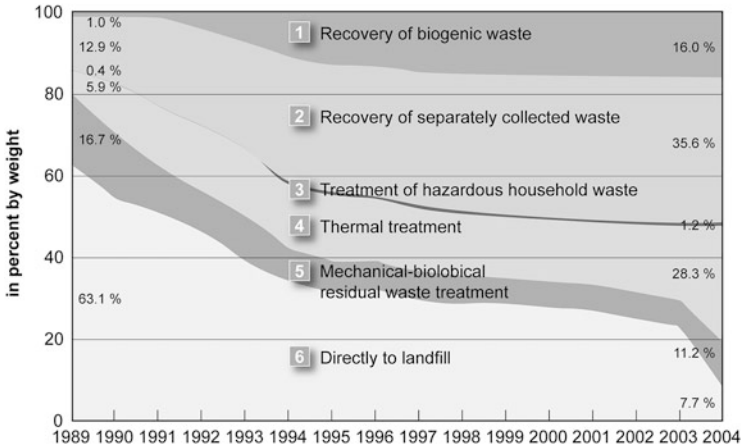 100
80
60
40
20
0
in percent by weight
1.0 %
12.9 %
0.4 %
5.9 %
16.7 %
63.1 %
1 Recovery of biogenic waste
2 Recovery of separately collected waste
3 Treatment of hazardous household waste
4 Thermal treatment
5 Mechanical-biolobical
residual waste treatment
6 Directly to landfill
16.0 %
35.6 %
1.2 %
28.3 %
11.2 %
7.7 %
1989 1990 1991 1992 1993 1994 1995 1996 1997 1998 1999 2000 2001 2002 2003 2004